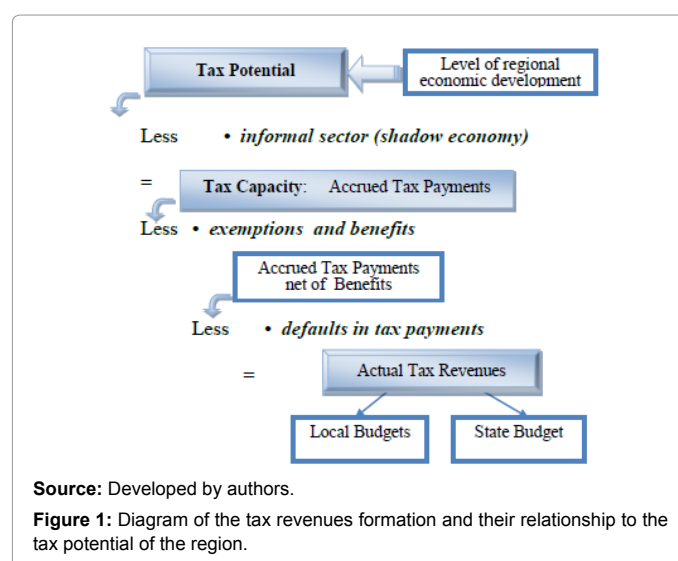 Tax Potential
Level of regional
economic development
Less • informal sector (shadow economy)
= Tax Capacity: Accrued Tax Payments
Less • exemptions and benefits
Accrued Tax Payments
net of Benefits
Less • defaults in tax payments
= Actual Tax Revenues
Local Budgets State Budget
Source: Developed by authors.
Figure 1: Diagram of the tax revenues formation and their relationship to the
tax potential of the region.